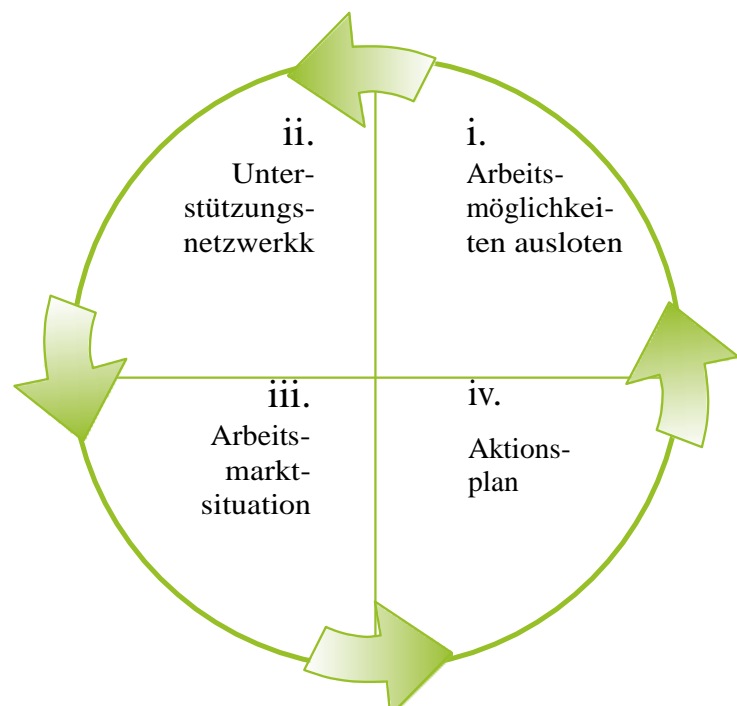 i.
Arbeits-
möglichkei-
ten ausloten
ii.
Unter-
stützungs-
netzwerkk
iii.
Arbeits-
markt-
situation
iv.
Aktions-
plan